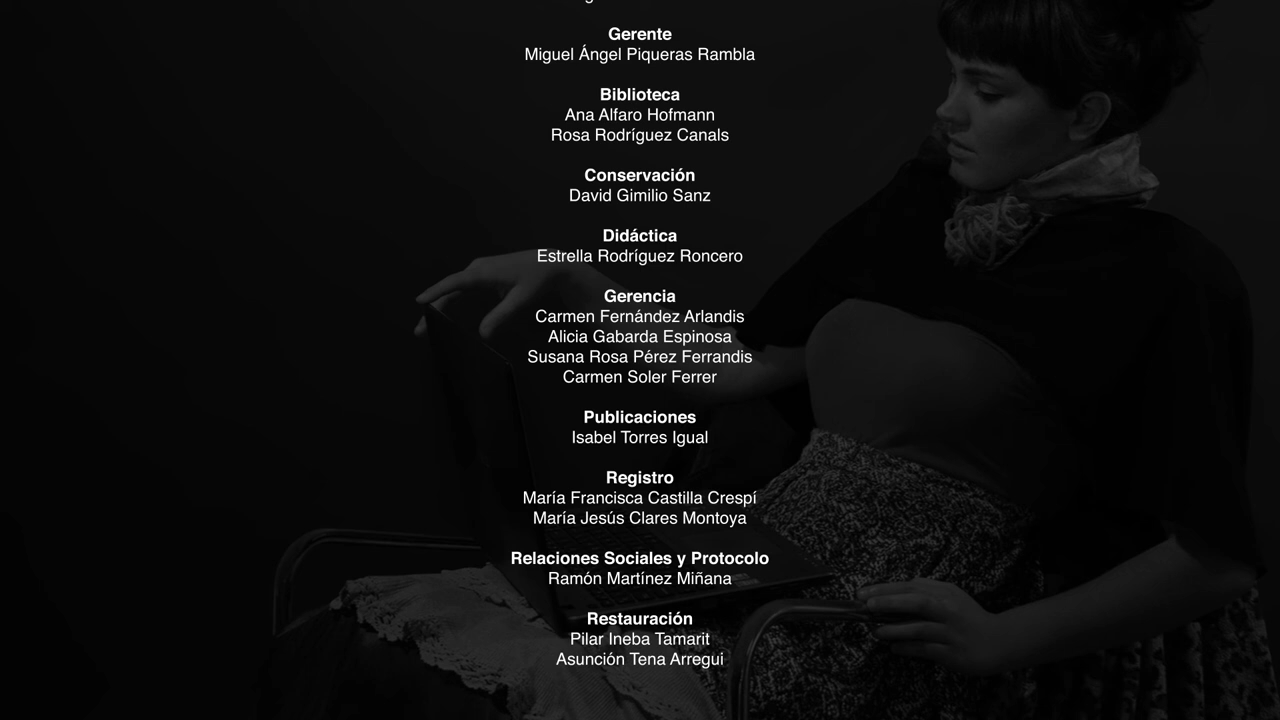 Gerente
Miguel Ángel Piqueras Rambla
Biblioteca
Ana Alfaro Hofmann
Rosa Rodríguez Canals
Conservación
David Gimilio Sanz
Didáctica
Estrella Rodríguez Roncero
Gerencia
Carmen Fernández Arlandis
Alicia Gabarda Espinosa
Susana Rosa Pérez Ferrandis
Carmen Soler Ferrer
Publicaciones
Isabel Torres Igual
Registro
María Francisca Castilla Crespí
María Jesús Clares Montoya
Relaciones Sociales y Protocolo
Ramón Martínez Miñana
Restauración
Pilar Ineba Tamarit
Asunción Tena Arregui